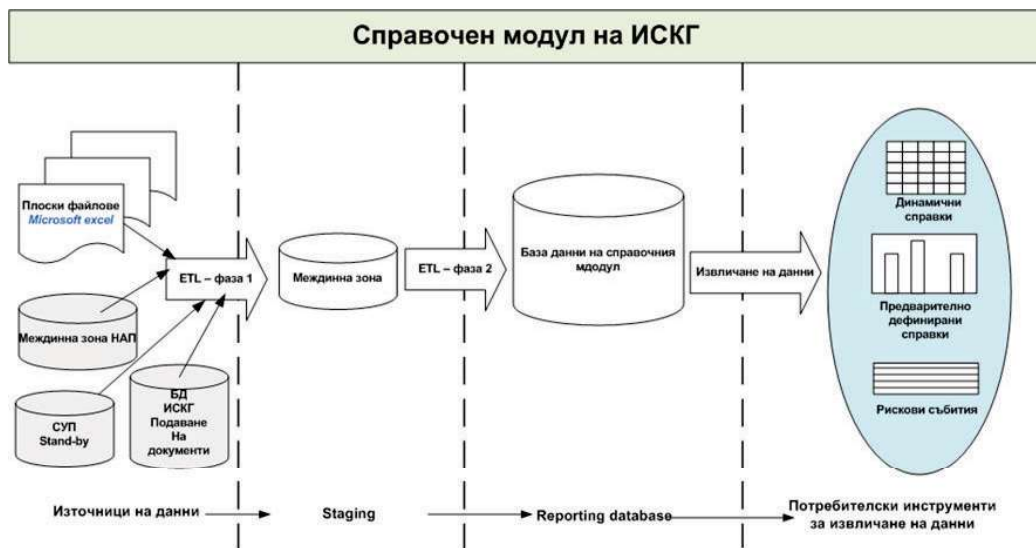 Справочен модул на ИСКГ
Плоски файлове
Microsoft excel
ETL – фаза 1
Междинна зона НАП
СУП
Stand-by
БД
ИСКГ
Подаване
На
документи
Междинна зона
ETL – фаза 2
База данни на справочния
мдодул
Извличане на данни
Динамични
справки
Предварително
дефинирани
справки
Рискови събития
Източници на данни
Staging
Reporting database
Потребителски инструменти
за извличане на данни